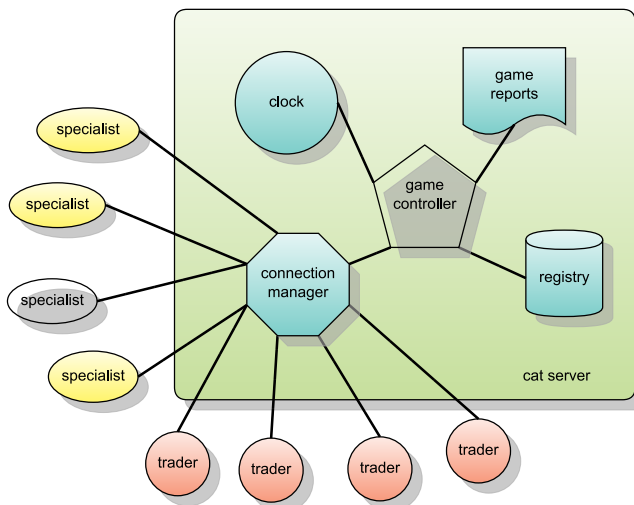 clock
game
reports
specialist
game
controller
specialist
connection
manager
registry
specialist
specialist
cat server
trader
trader
trader
trader